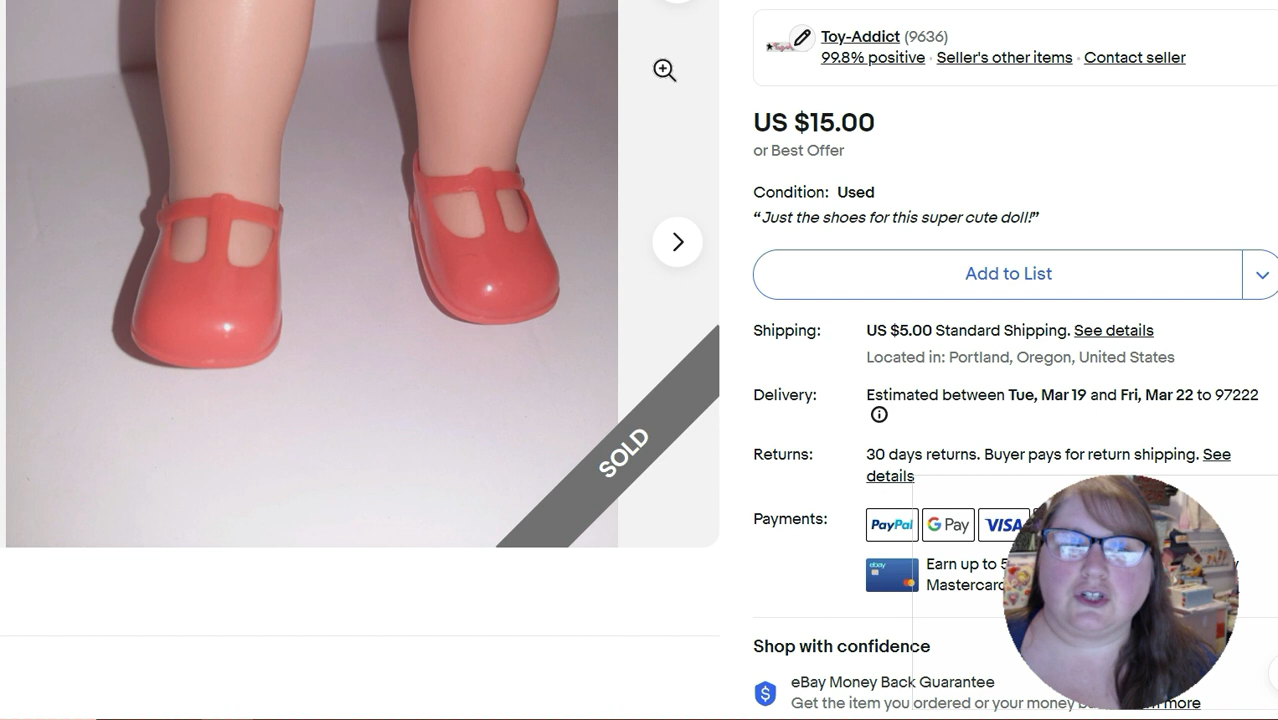 Toy-Addict (9636)
99.8% positive · Seller's other items · Contact seller
US $15.00
or Best Offer
Condition: Used
“Just the shoes for this super cute doll!”
Add to List
Shipping: US $5.00 Standard Shipping. See details
Located in: Portland, Oregon, United States
Delivery: Estimated between Tue, Mar 19 and Fri, Mar 22 to 97222
Returns: 30 days returns. Buyer pays for return shipping. See
details
SOLD
Payments: PayPal G Pay VISA
ebay
Earn up to 5
Mastercard
Shop with confidence
eBay Money Back Guarantee
Get the item you ordered or your money more